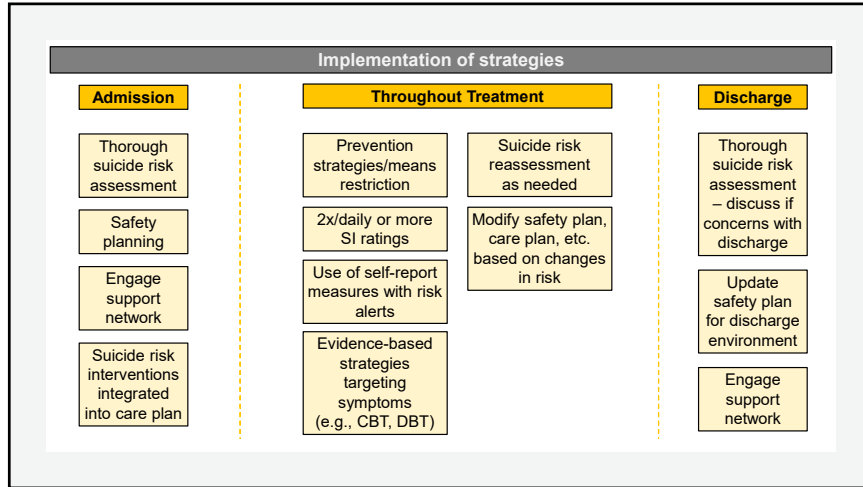 Implementation of strategies
Admission
Thorough
suicide risk
assessment
Safety
planning
Engage
support
network
Suicide risk
interventions
integrated
into care plan
Throughout Treatment
Prevention
strategies/means
restriction
2x/daily or more
SI ratings
Use of self-report
measures with risk
alerts
Evidence-based
strategies
targeting
symptoms
(e.g., CBT, DBT)
Suicide risk
reassessment
as needed
Modify safety plan,
care plan, etc.
based on changes
in risk
Discharge
Thorough
suicide risk
assessment
– discuss if
concerns with
discharge
Update
safety plan
for discharge
environment
Engage
support
network